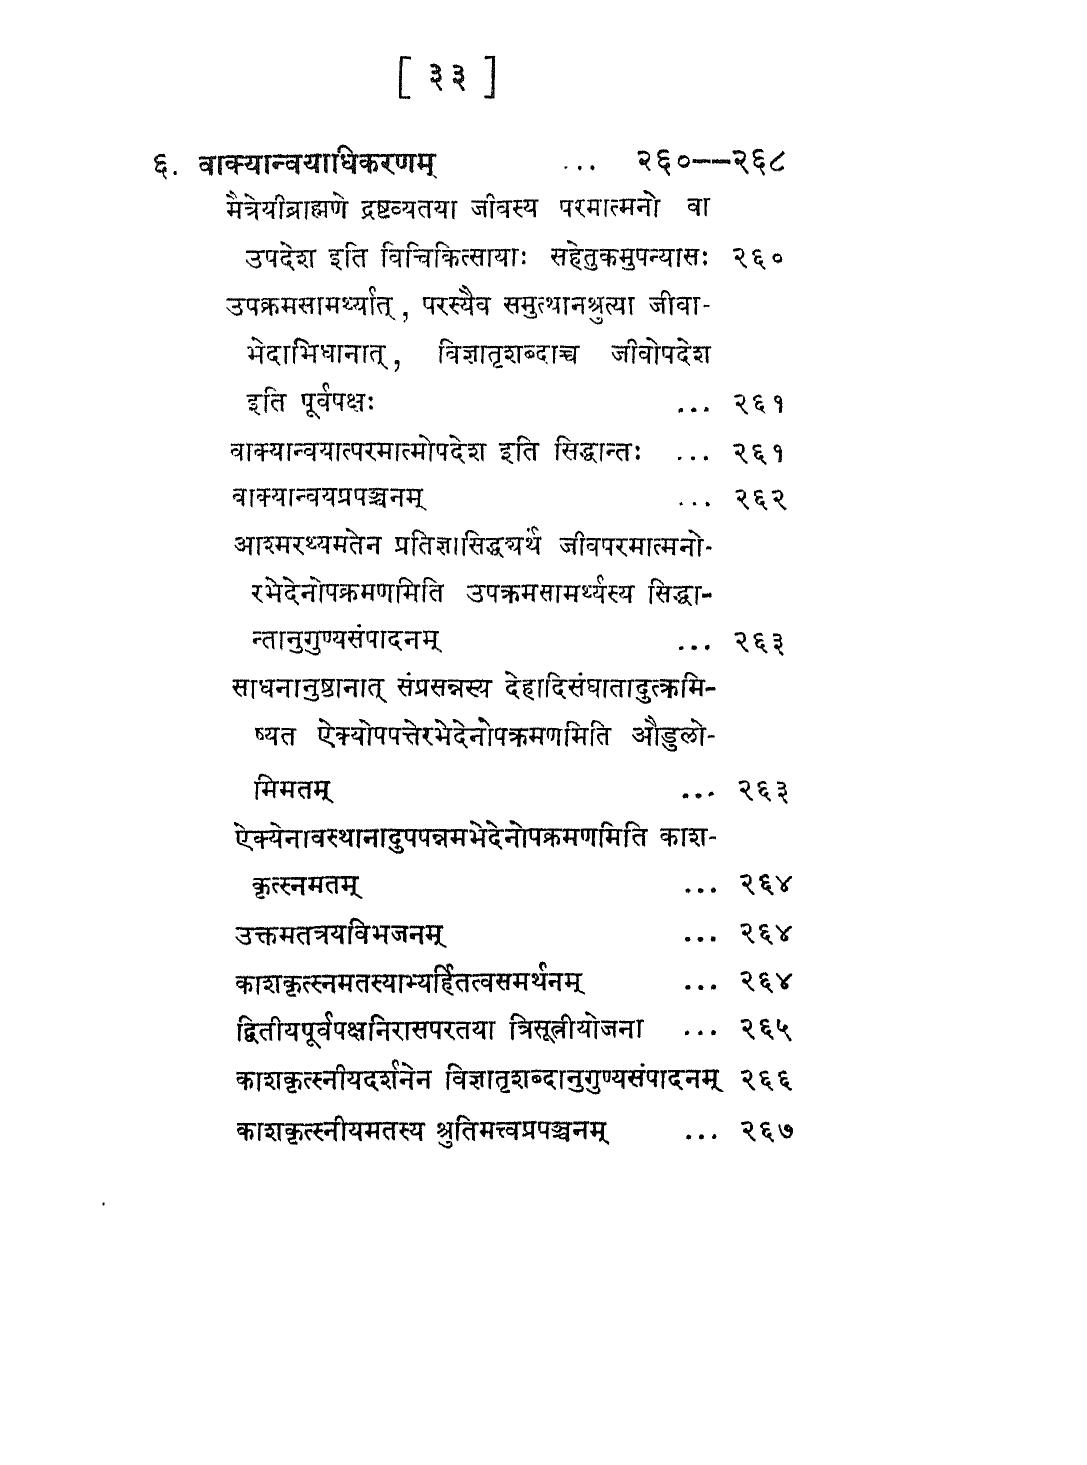 [ ३३ ]
६. वाक्यान्वयाधिकरणम् ... २६०—२६८
मैत्रेयीब्राह्मणे द्रष्टव्यतया जीवस्य परमात्मनो वा
उपदेश इति विचिकित्सायाः सहेतुकमुपन्यासः २६०
उपक्रमसामर्थ्यात्, परस्यैव समुत्थानश्रुत्या जीवा-
भेदाभिधानात्, विज्ञातृशब्दाच्च जीवोपदेश
इति पूर्वपक्षः ... २६१
वाक्यान्वयात्परमात्मोपदेश इति सिद्धान्तः ... २६१
वाक्यान्वयप्रपञ्चनम् ... २६२
आश्मरथ्यमतेन प्रतिज्ञासिद्ध्यर्थं जीवपरमात्मनो-
रभेदेनोपक्रमणमिति उपक्रमसामर्थ्यस्य सिद्धा-
न्तानुगुण्यसंपादनम् ... २६३
साधनानुष्ठानात् संप्रसन्नस्य देहादिसंघातादुत्क्रमि-
ष्यत ऐक्योपपत्तेरभेदेनोपक्रमणमिति औडुलो-
मिमतम् ... २६३
ऐक्येनावस्थानादुपपन्नमभेदेनोपक्रमणमिति काश-
कृत्स्नमतम् ... २६४
उक्तमतत्रयविभजनम् ... २६४
काशकृत्स्नमतस्याभ्यर्हितत्वसमर्थनम् ... २६४
द्वितीयपूर्वपक्षनिरासपरतया त्रिसूत्रीयोजना ... २६५
काशकृत्स्नीयदर्शनेन विज्ञातृशब्दानुगुण्यसंपादनम् २६६
काशकृत्स्नीयमतस्य श्रुतिमत्त्वप्रपञ्चनम् ... २६७